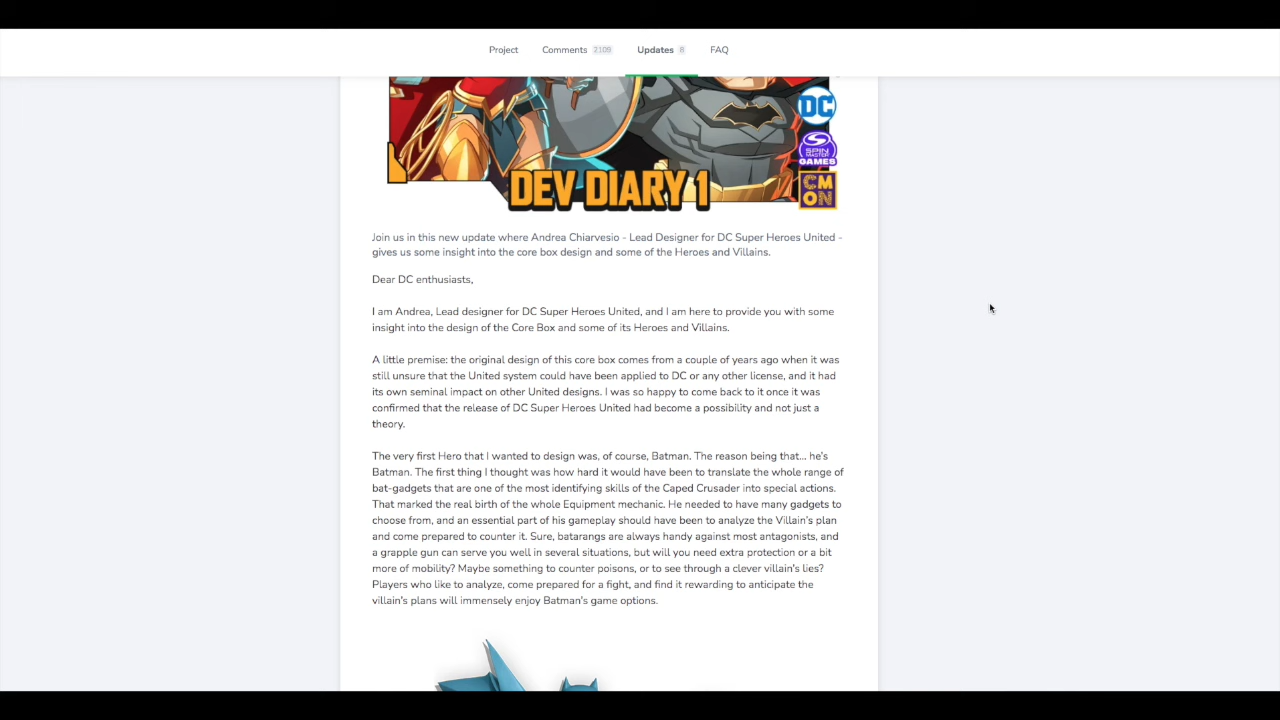 Project Comments 2109 Updates 8 FAQ
DC
SPIN MASTER GAMES
CMON
DEV DIARY 1
Join us in this new update where Andrea Chiarvesio - Lead Designer for DC Super Heroes United -
gives us some insight into the core box design and some of the Heroes and Villains.
Dear DC enthusiasts,
I am Andrea, Lead designer for DC Super Heroes United, and I am here to provide you with some
insight into the design of the Core Box and some of its Heroes and Villains.
A little premise: the original design of this core box comes from a couple of years ago when it was
still unsure that the United system could have been applied to DC or any other license, and it had
its own seminal impact on other United designs. I was so happy to come back to it once it was
confirmed that the release of DC Super Heroes United had become a possibility and not just a
theory.
The very first Hero that I wanted to design was, of course, Batman. The reason being that... he's
Batman. The first thing I thought was how hard it would have been to translate the whole range of
bat-gadgets that are one of the most identifying skills of the Caped Crusader into special actions.
That marked the real birth of the whole Equipment mechanic. He needed to have many gadgets to
choose from, and an essential part of his gameplay should have been to analyze the Villain's plan
and come prepared to counter it. Sure, batarangs are always handy against most antagonists, and
a grapple gun can serve you well in several situations, but will you need extra protection or a bit
more of mobility? Maybe something to counter poisons, or to see through a clever villain's lies?
Players who like to analyze, come prepared for a fight, and find it rewarding to anticipate the
villain's plans will immensely enjoy Batman's game options.